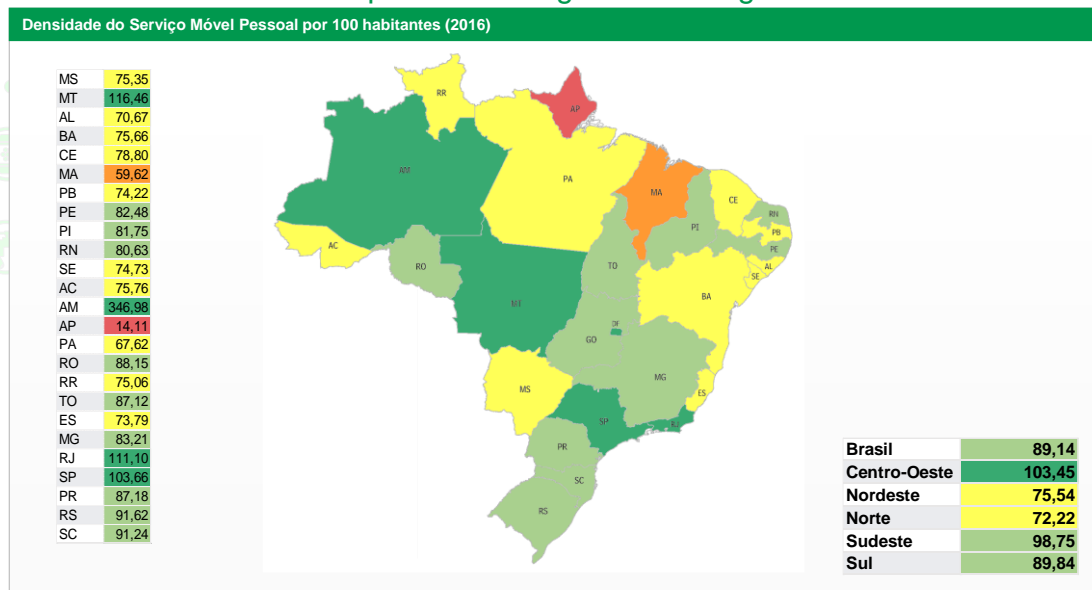 Densidade do Serviço Móvel Pessoal por 100 habitantes (2016)
MS 75,35
MT 116,46
AL 70,67
BA 75,66
CE 78,80
MA 59,62
PB 74,22
PE 82,48
PI 81,75
RN 80,63
SE 74,73
AC 75,76
AM 346,98
AP 14,11
PA 67,62
RO 88,15
RR 75,06
TO 87,12
ES 73,79
MG 83,21
RJ 111,10
SP 103,66
PR 87,18
RS 91,62
SC 91,24
RR
AP
AM
PA
MA
CE
RN
PB
PE
PI
AL
SE
AC
RO
TO
BA
MT
DF
GO
MG
MS
ES
SP
RJ
PR
SC
RS
Brasil 89,14
Centro-Oeste 103,45
Nordeste 75,54
Norte 72,22
Sudeste 98,75
Sul 89,84